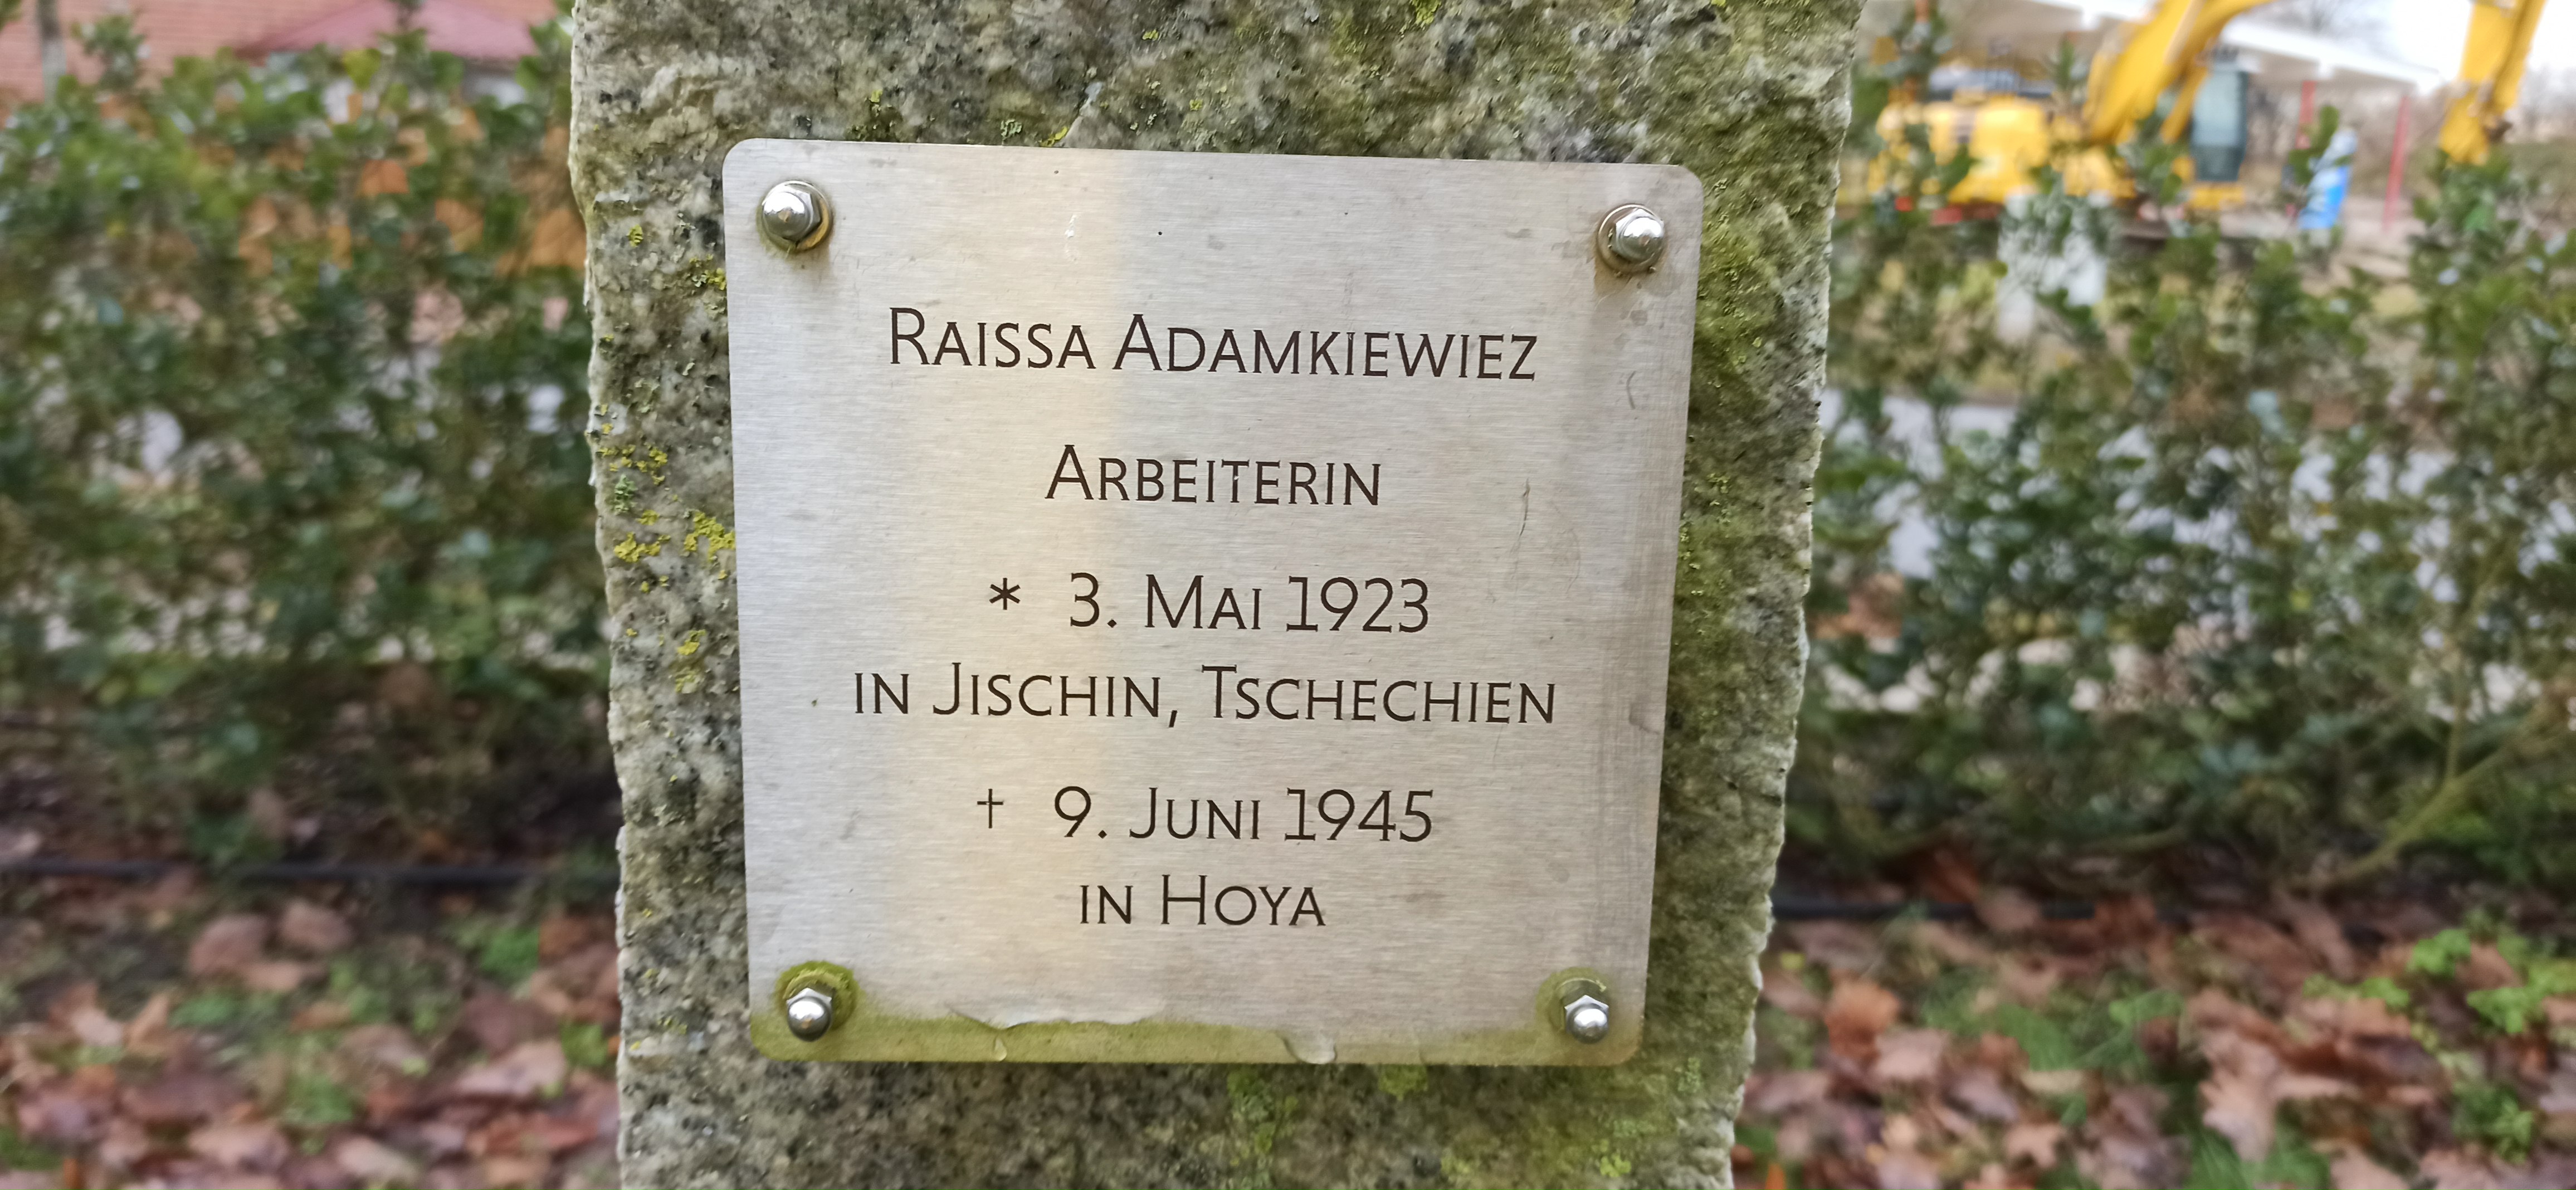 Raissa Adamkiewiez
Arbeiterin
* 3. Mai 1923
in Jischin, Tschechien
† 9. Juni 1945
in Hoya